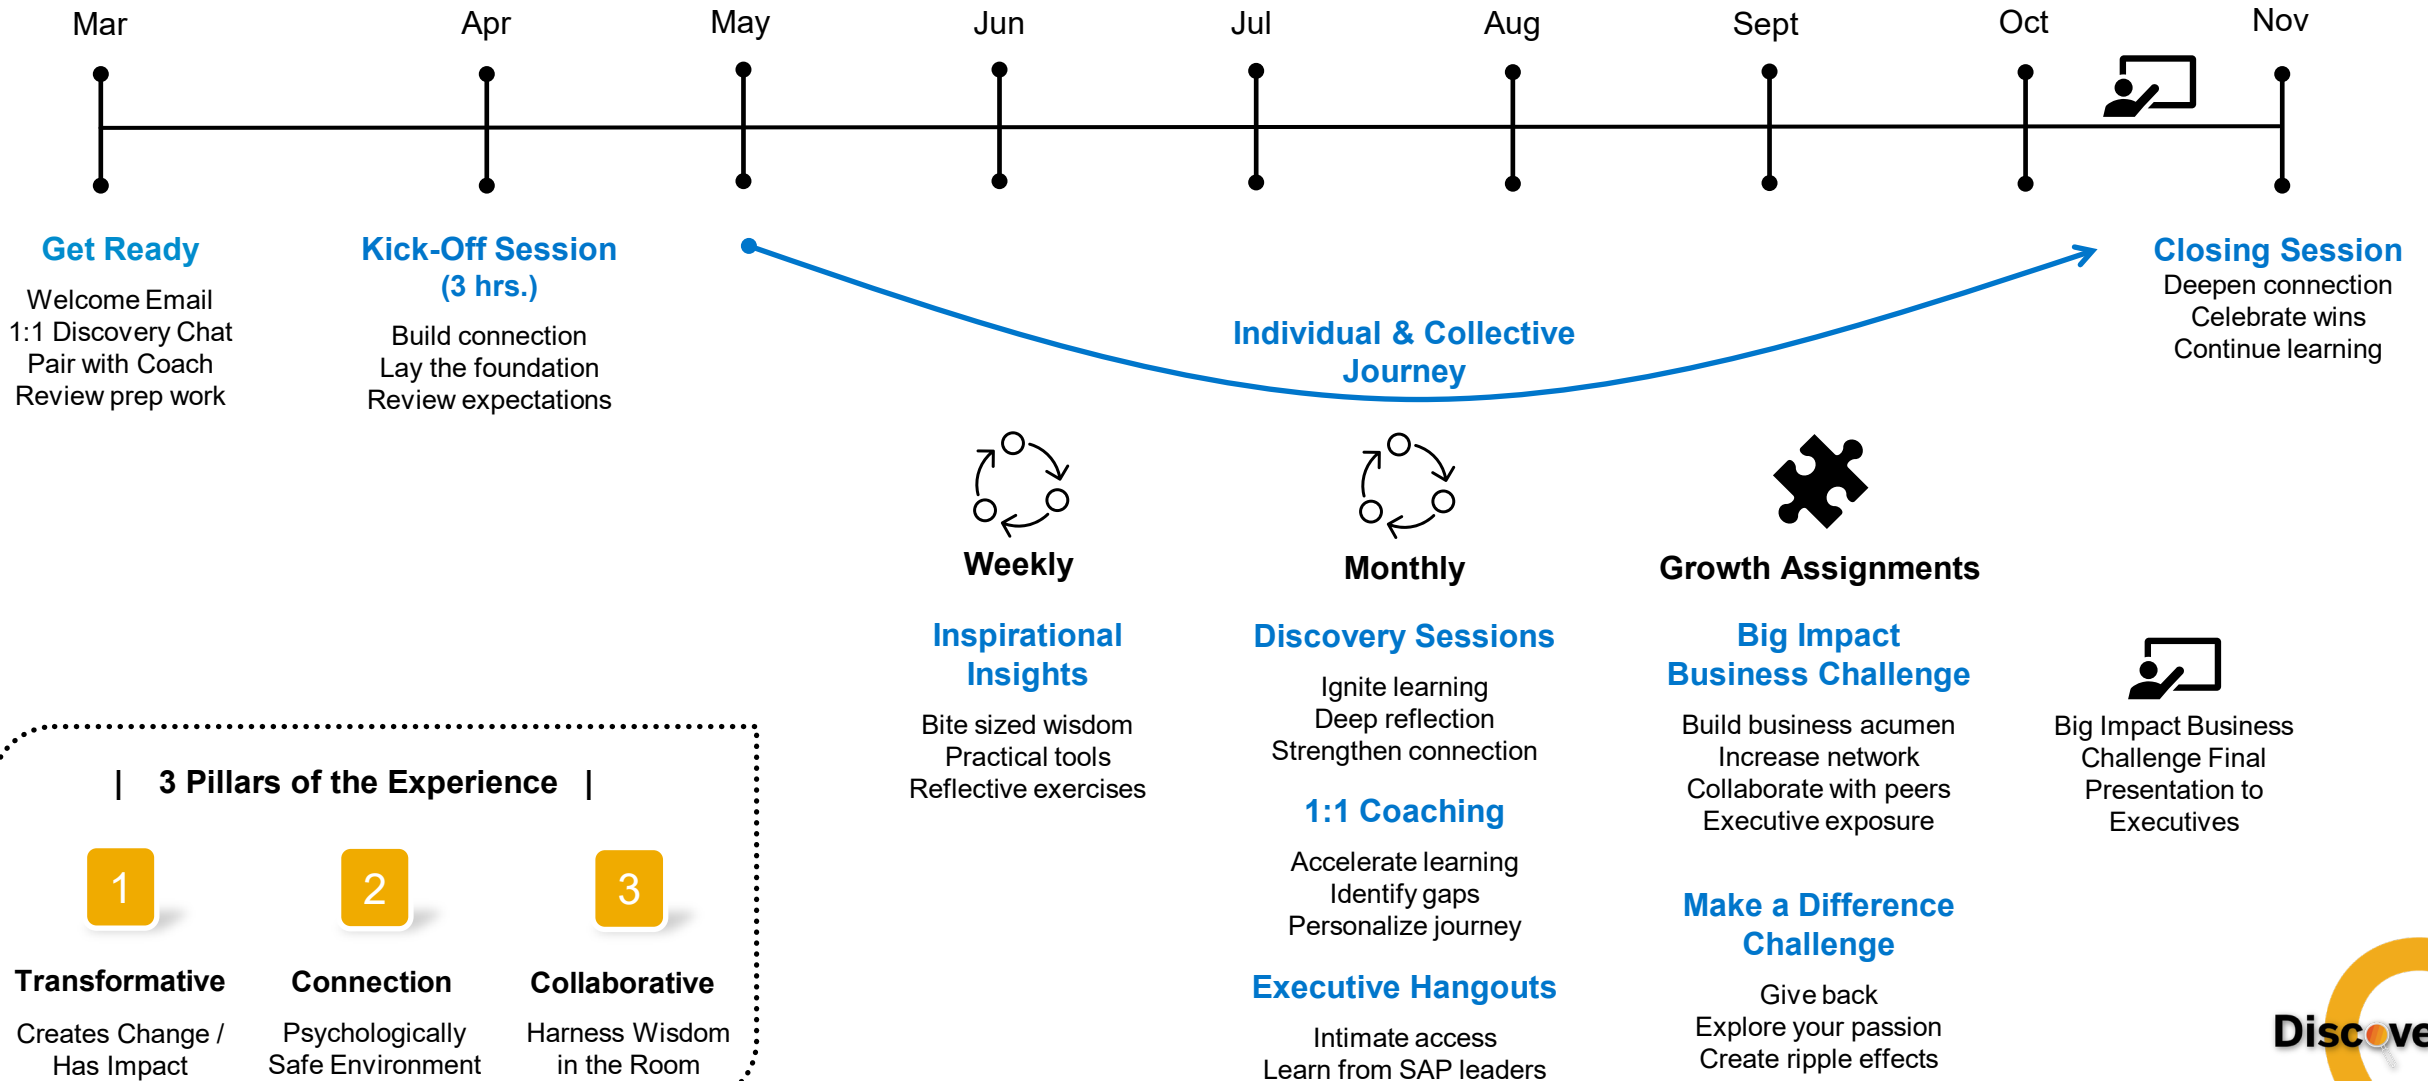 Mar
Apr
May
Jun
Jul
Aug
Sept
Oct
Nov
Get Ready
Welcome Email
1:1 Discovery Chat
Pair with Coach
Review prep work
Kick-Off Session
(3 hrs.)
Build connection
Lay the foundation
Review expectations
Individual & Collective
Journey
Closing Session
Deepen connection
Celebrate wins
Continue learning
Weekly
Inspirational
Insights
Bite sized wisdom
Practical tools
Reflective exercises
Monthly
Discovery Sessions
Ignite learning
Deep reflection
Strengthen connection
1:1 Coaching
Accelerate learning
Identify gaps
Personalize journey
Executive Hangouts
Intimate access
Learn from SAP leaders
Growth Assignments
Big Impact
Business Challenge
Build business acumen
Increase network
Collaborate with peers
Executive exposure
Make a Difference
Challenge
Give back
Explore your passion
Create ripple effects
Big Impact Business
Challenge Final
Presentation to
Executives
| 3 Pillars of the Experience |
1
2
3
Transformative
Creates Change /
Has Impact
Connection
Psychologically
Safe Environment
Collaborative
Harness Wisdom
in the Room
Discove